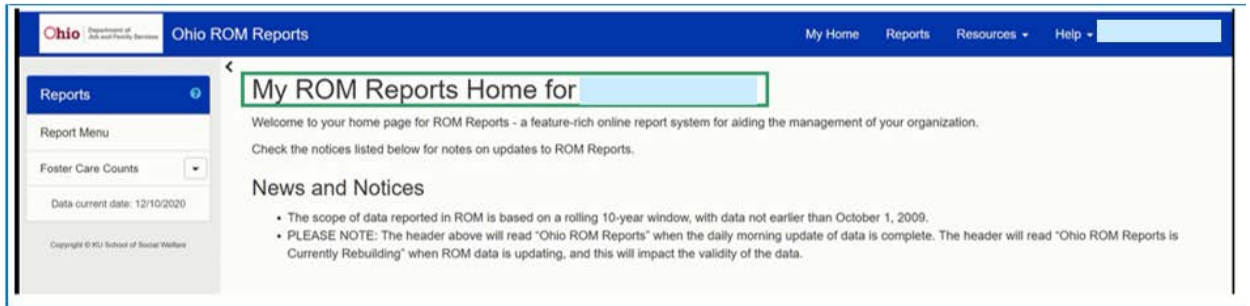 Ohio Department of Job and Family Services
Ohio ROM Reports
My Home Reports Resources Help
Reports
Report Menu
Foster Care Counts
Data current date: 12/10/2020
Copyright © KU School of Social Welfare
My ROM Reports Home for
Welcome to your home page for ROM Reports - a feature-rich online report system for aiding the management of your organization.
Check the notices listed below for notes on updates to ROM Reports.
News and Notices
• The scope of data reported in ROM is based on a rolling 10-year window, with data not earlier than October 1, 2009.
• PLEASE NOTE: The header above will read “Ohio ROM Reports” when the daily morning update of data is complete. The header will read “Ohio ROM Reports is
Currently Rebuilding” when ROM data is updating, and this will impact the validity of the data.